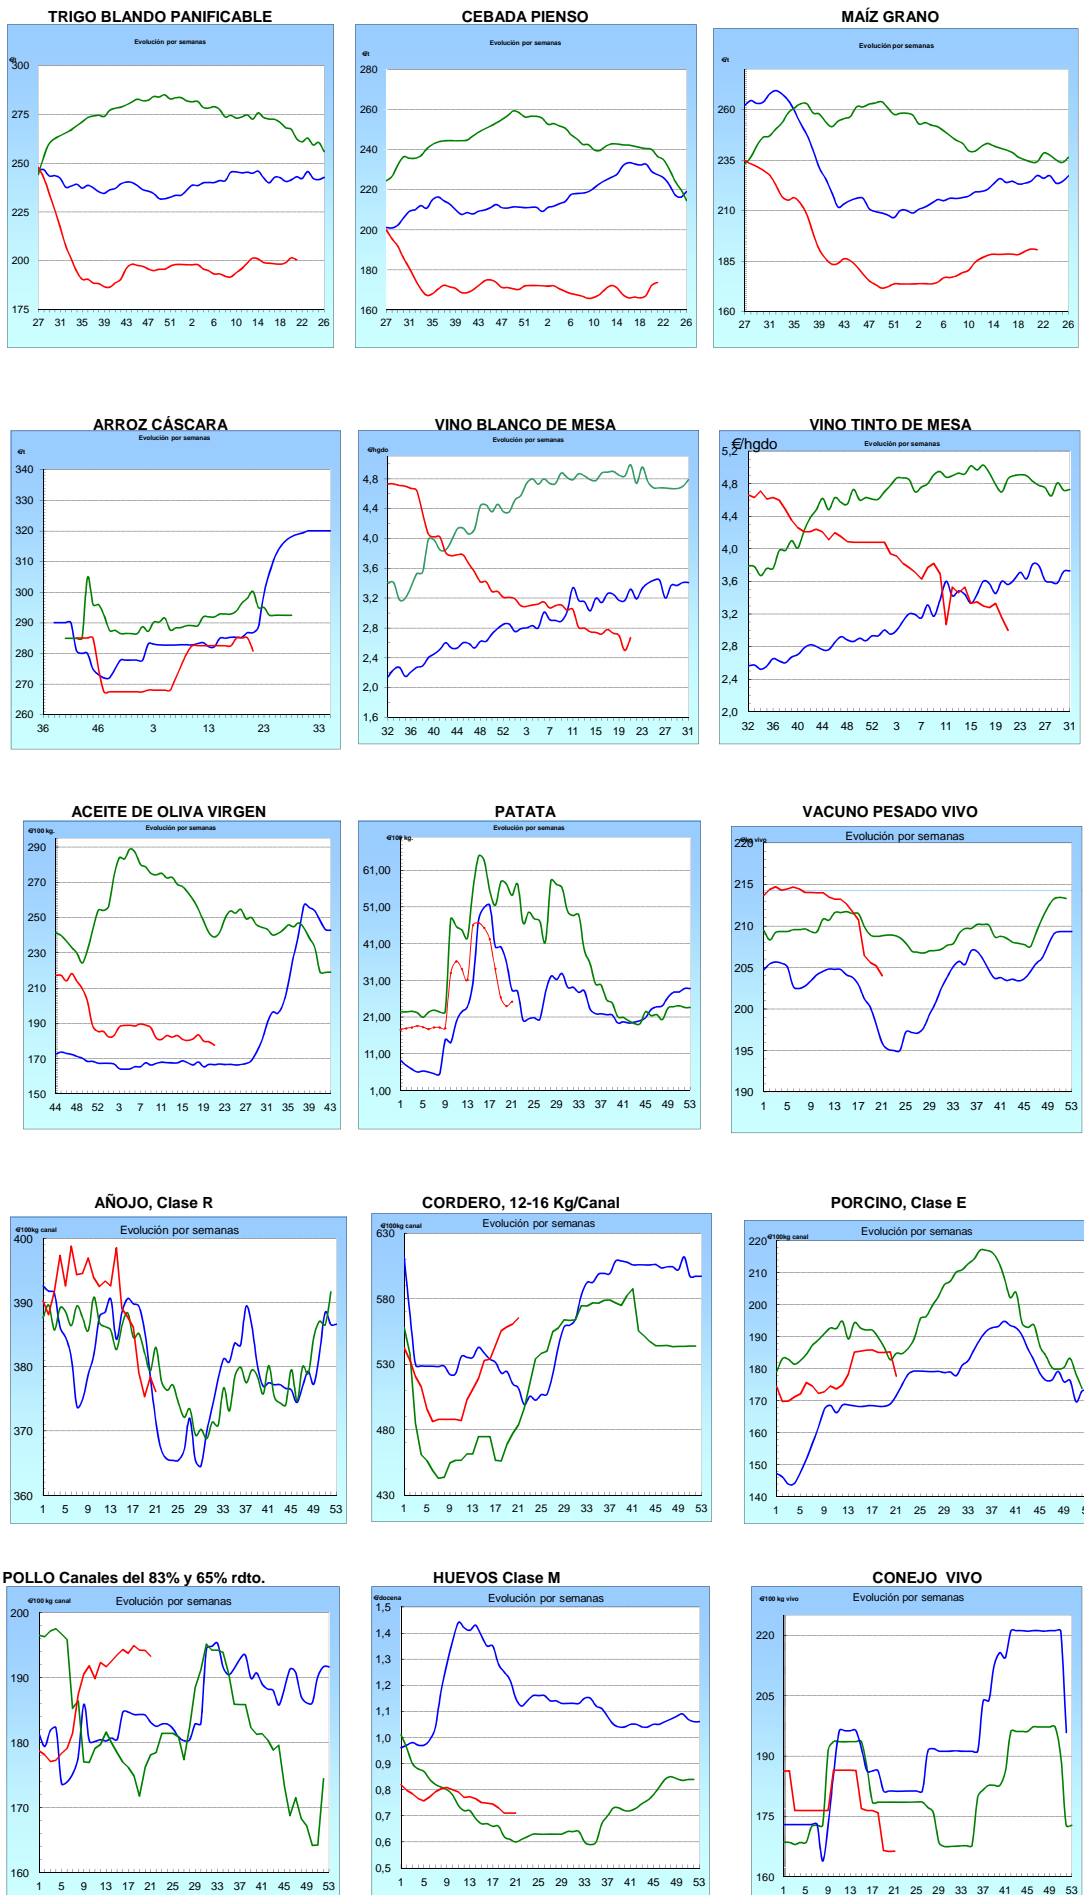 TRIGO BLANDO PANIFICABLE
Evolución por semanas
€/t
300
275
250
225
200
175
27 31 35 39 43 47 51 2 6 10 14 18 22 26
CEBADA PIENSO
Evolución por semanas
€/t
280
260
240
220
200
180
160
27 31 35 39 43 47 51 2 6 10 14 18 22 26
MAÍZ GRANO
Evolución por semanas
€/t
260
235
210
185
160
27 31 35 39 43 47 51 2 6 10 14 18 22 26
ARROZ CÁSCARA
Evolución por semanas
€/t
340
330
320
310
300
290
280
270
260
36 46 3 13 23 33
VINO BLANCO DE MESA
Evolución por semanas
€/hgdo
4,8
4,4
4,0
3,6
3,2
2,8
2,4
2,0
1,6
32 36 40 44 48 52 3 7 11 15 19 23 27 31
VINO TINTO DE MESA
Evolución por semanas
€/hgdo
5,2
4,8
4,4
4,0
3,6
3,2
2,8
2,4
2,0
32 36 40 44 48 52 3 7 11 15 19 23 27 31
ACEITE DE OLIVA VIRGEN
Evolución por semanas
€/100 kg.
290
270
250
230
210
190
170
150
44 48 52 3 7 11 15 19 23 27 31 35 39 43
PATATA
Evolución por semanas
€/100 kg.
61,00
51,00
41,00
31,00
21,00
11,00
1,00
1 5 9 13 17 21 25 29 33 37 41 45 49 53
VACUNO PESADO VIVO
Evolución por semanas
220
215
210
205
200
195
190
1 5 9 13 17 21 25 29 33 37 41 45 49 53
AÑOJO, Clase R
€/100kg canal
Evolución por semanas
400
390
380
370
360
1 5 9 13 17 21 25 29 33 37 41 45 49 53
CORDERO, 12-16 Kg/Canal
€/100kg canal
Evolución por semanas
630
580
530
480
430
1 5 9 13 17 21 25 29 33 37 41 45 49 53
PORCINO, Clase E
Evolución por semanas
€/100kg canal
220
210
200
190
180
170
160
150
140
1 5 9 13 17 21 25 29 33 37 41 45 49
POLLO Canales del 83% y 65% rdto.
€/100 kg canal
Evolución por semanas
200
190
180
170
160
1 5 9 13 17 21 25 29 33 37 41 45 49 53
HUEVOS Clase M
€/docena
Evolución por semanas
1,5
1,4
1,3
1,2
1,1
1,0
0,9
0,8
0,7
0,6
0,5
1 5 9 13 17 21 25 29 33 37 41 45 49 53
CONEJO VIVO
€/100 kg vivo
Evolución por semanas
220
205
190
175
160
1 5 9 13 17 21 25 29 33 37 41 45 49 53